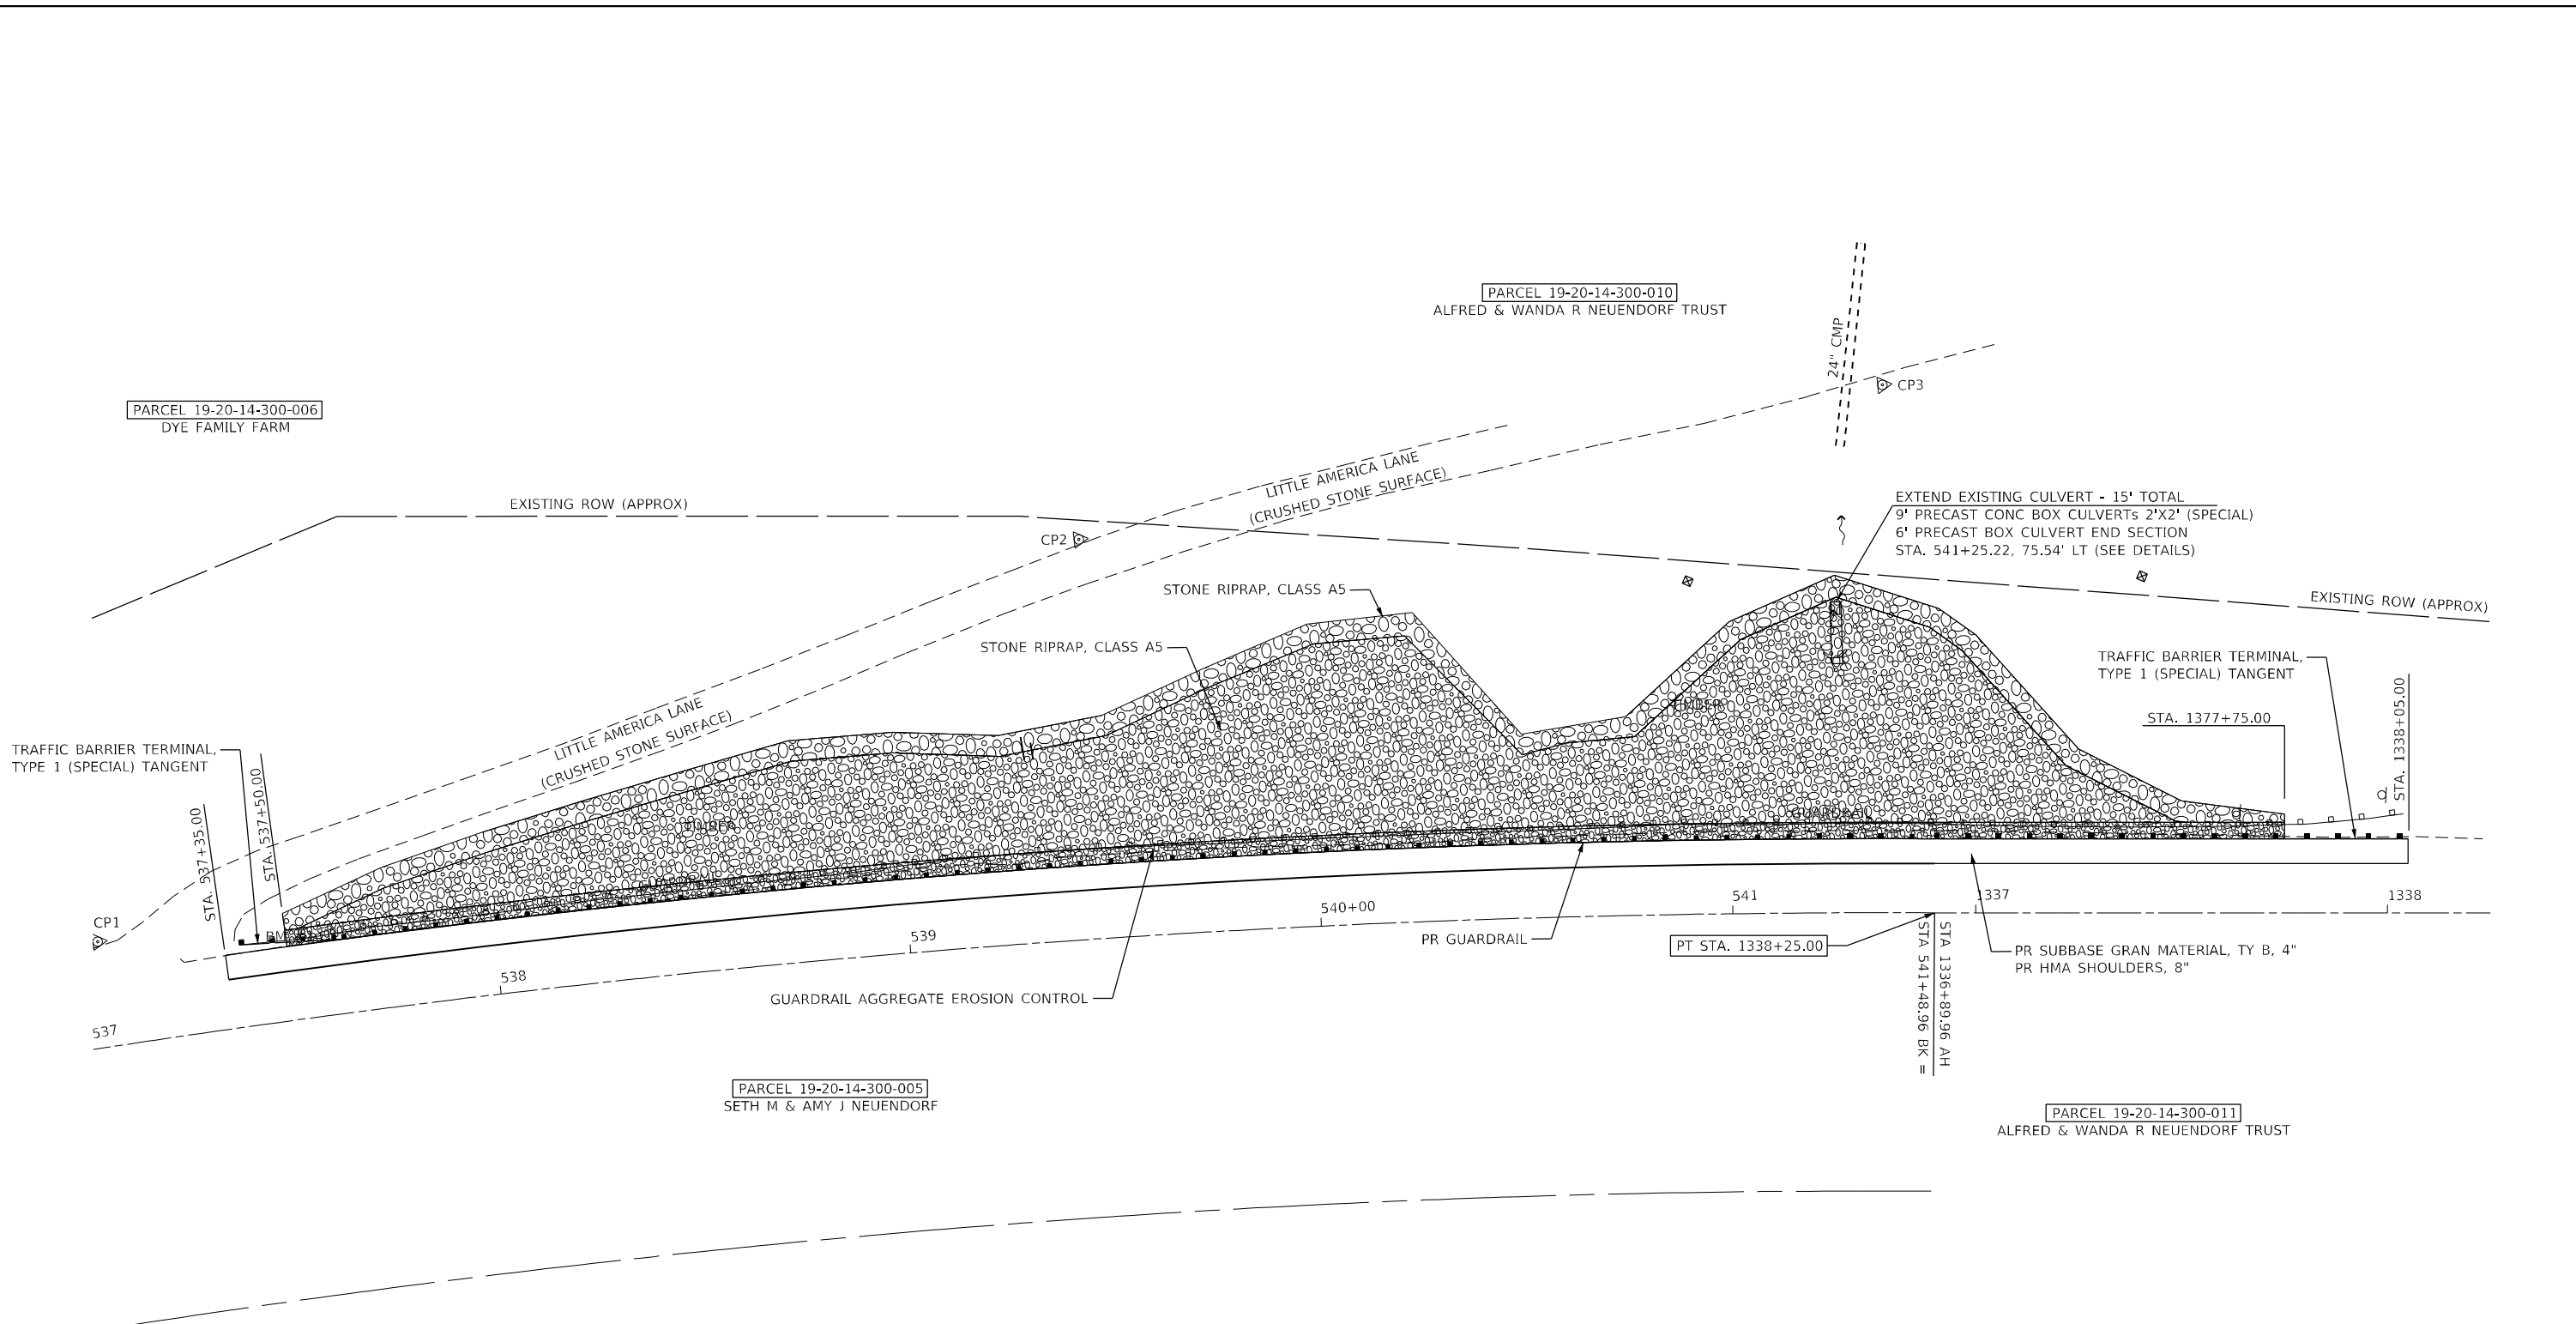 PARCEL 19-20-14-300-010
ALFRED & WANDA R NEUENDORF TRUST
24" CMP
CP3
PARCEL 19-20-14-300-006
DYE FAMILY FARM
LITTLE AMERICA LANE
(CRUSHED STONE SURFACE)
EXISTING ROW (APPROX)
CP2
EXTEND EXISTING CULVERT - 15' TOTAL
9' PRECAST CONC BOX CULVERTs 2'X2' (SPECIAL)
6' PRECAST BOX CULVERT END SECTION
STA. 541+25.22, 75.54' LT (SEE DETAILS)
STONE RIPRAP, CLASS A5
EXISTING ROW (APPROX)
STONE RIPRAP, CLASS A5
TRAFFIC BARRIER TERMINAL,
TYPE 1 (SPECIAL) TANGENT
STA. 1377+75.00
STA. 1338+05.00
TIMBER
LITTLE AMERICA LANE
(CRUSHED STONE SURFACE)
TRAFFIC BARRIER TERMINAL,
TYPE 1 (SPECIAL) TANGENT
STA. 537+35.00
STA. 537+50.00
TIMBER
GUARDRAIL
CP1
537
538
539
540+00
541
1337
1338
PR GUARDRAIL
PT STA. 1338+25.00
STA 541+48.96 BK =
STA 1336+89.96 AH
PR SUBBASE GRAN MATERIAL, TY B, 4"
PR HMA SHOULDERS, 8"
GUARDRAIL AGGREGATE EROSION CONTROL
PARCEL 19-20-14-300-005
SETH M & AMY J NEUENDORF
PARCEL 19-20-14-300-011
ALFRED & WANDA R NEUENDORF TRUST